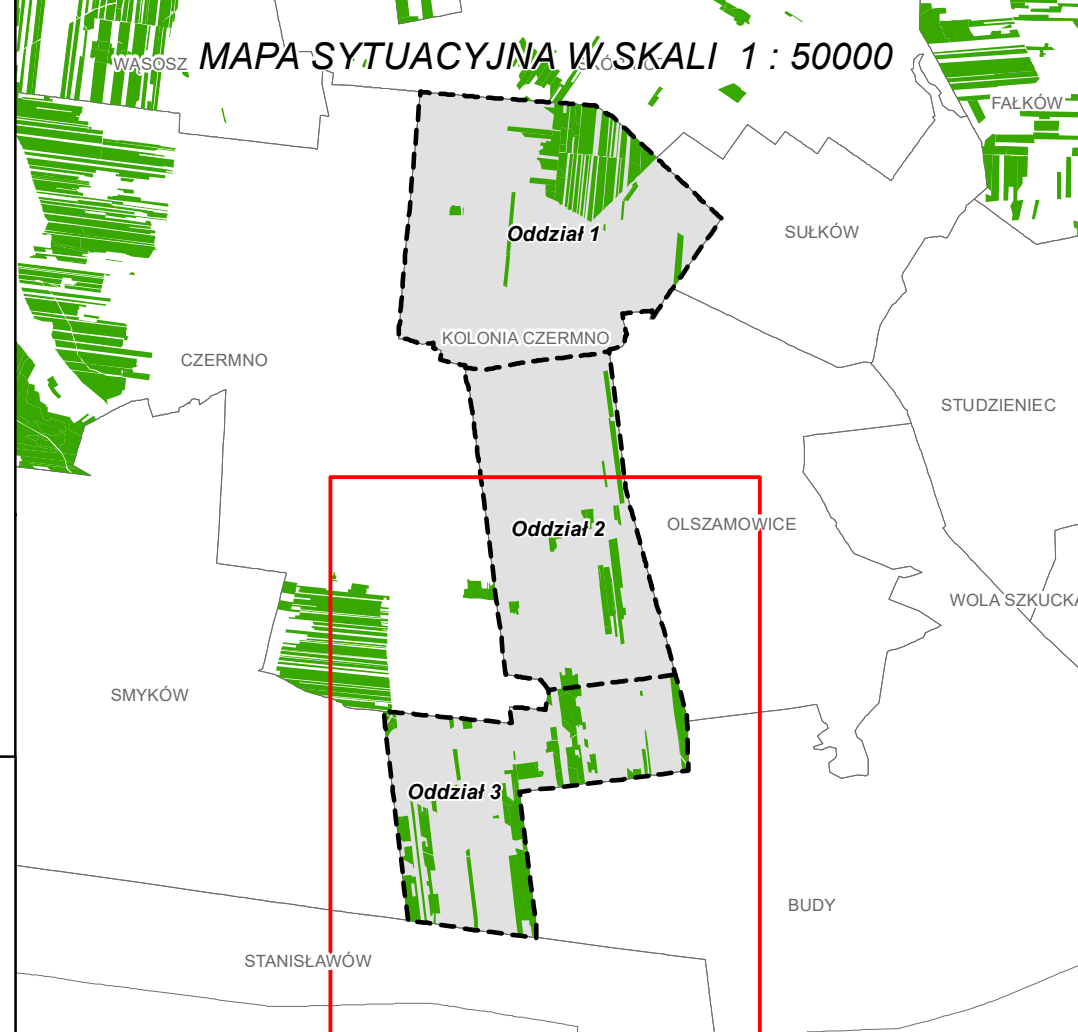 MAPA SYTUACYJNA W SKALI 1 : 50000
WĄSOSZ
FAŁKÓW
Oddział 1
SUŁKÓW
KOLONIA CZERMNO
CZERMNO
STUDZIENIEC
Oddział 2
OLSZAMOWICE
WOLA SZKUCKA
SMYKÓW
Oddział 3
BUDY
STANISŁAWÓW